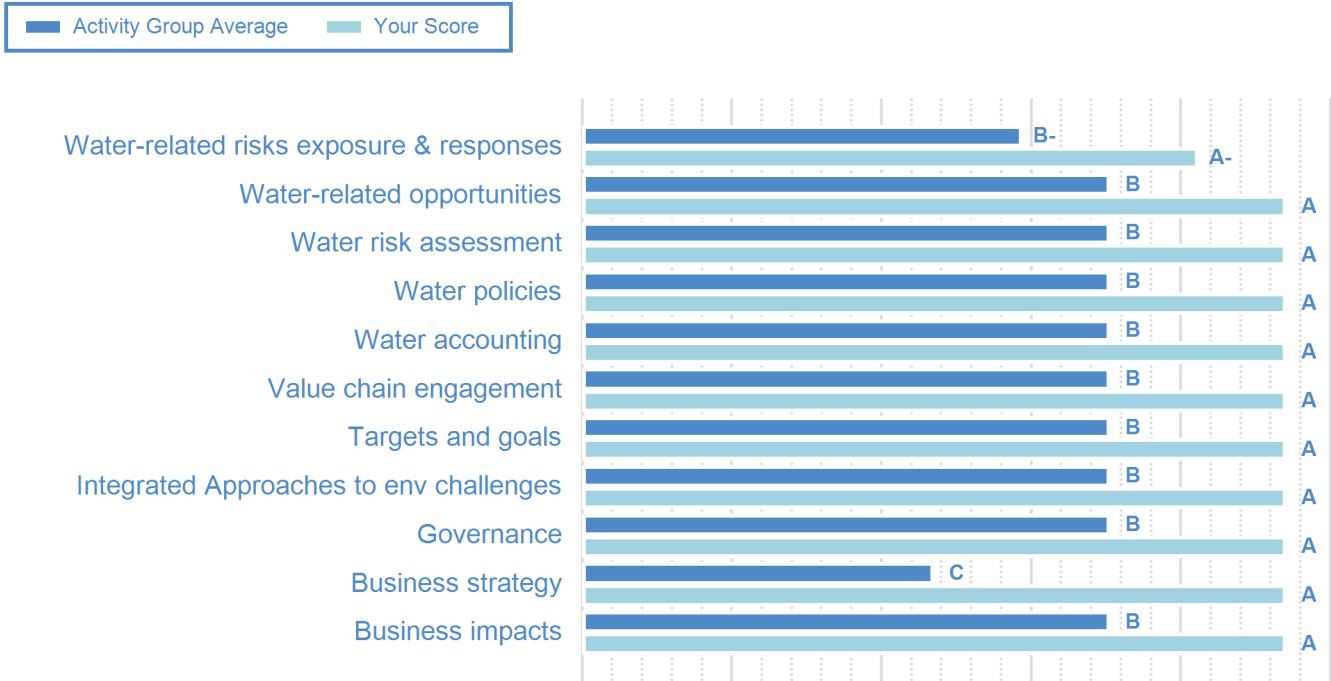 Activity Group Average Your Score
Water-related risks exposure & responses B-
A-
Water-related opportunities B
A
Water risk assessment B
A
Water policies B
A
Water accounting B
A
Value chain engagement B
A
Targets and goals B
A
Integrated Approaches to env challenges B
A
Governance B
A
Business strategy C
A
Business impacts B
A